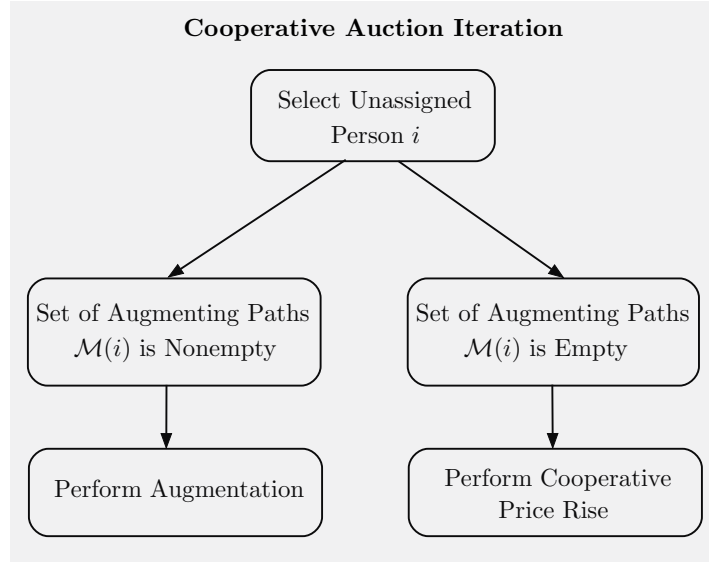 Cooperative Auction Iteration
Select Unassigned
Person i
Set of Augmenting Paths
ℳ(i) is Nonempty
Set of Augmenting Paths
ℳ(i) is Empty
Perform Augmentation
Perform Cooperative
Price Rise